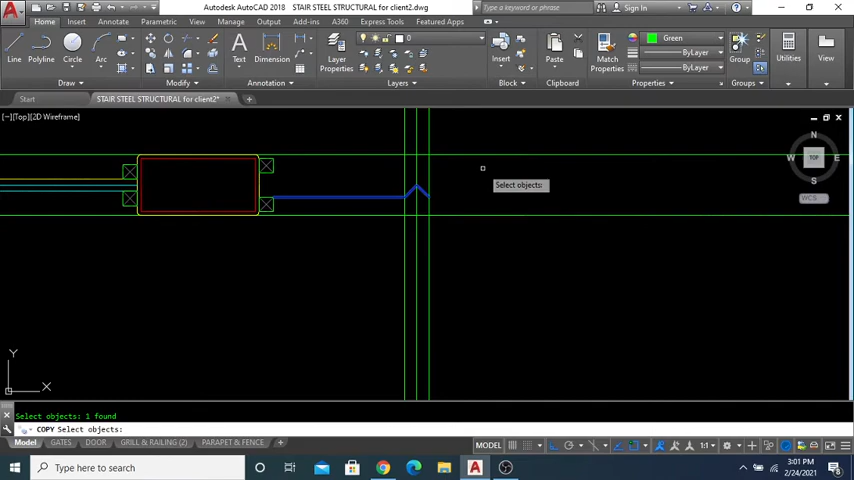 Autodesk AutoCAD 2021 STAIR STEEL STRUCTURAL for client2.dwg
Type a keyword or phrase
Sign In
Home Insert Annotate Parametric View Manage Output Add-ins A360 Express Tools Featured Apps
Line Polyline Circle Arc
Text Dimension
Layer Properties
0
Insert
Paste
Match Properties
Green
ByLayer
ByLayer
Group
Utilities
View
Draw Modify Annotation Layers Block Clipboard Properties Groups
Start STAIR STEEL STRUCTURAL for client2*
[−][Top][2D Wireframe]
N
W TOP E
S
WCS
Select objects:
Y
X
Select objects: 1 found
COPY Select objects:
Model GATES DOOR GRILL & RAILING (2) PARAPET & FENCE
MODEL
1:1
Type here to search
3:01 PM
2/24/2021
8